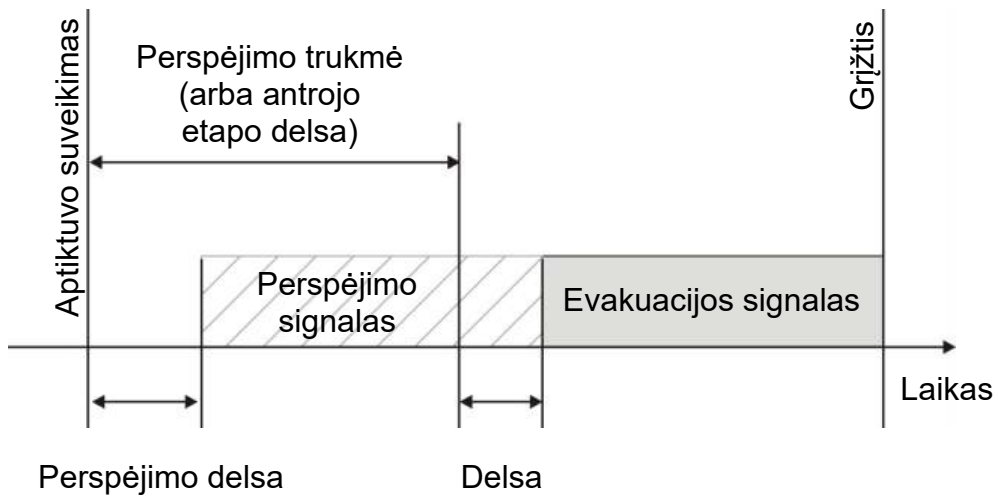 Aptiktuvo suveikimas
Perspėjimo trukmė
(arba antrojo
etapo delsa)
Grįžtis
Perspėjimo
signalas
Evakuacijos signalas
Laikas
Perspėjimo delsa
Delsa